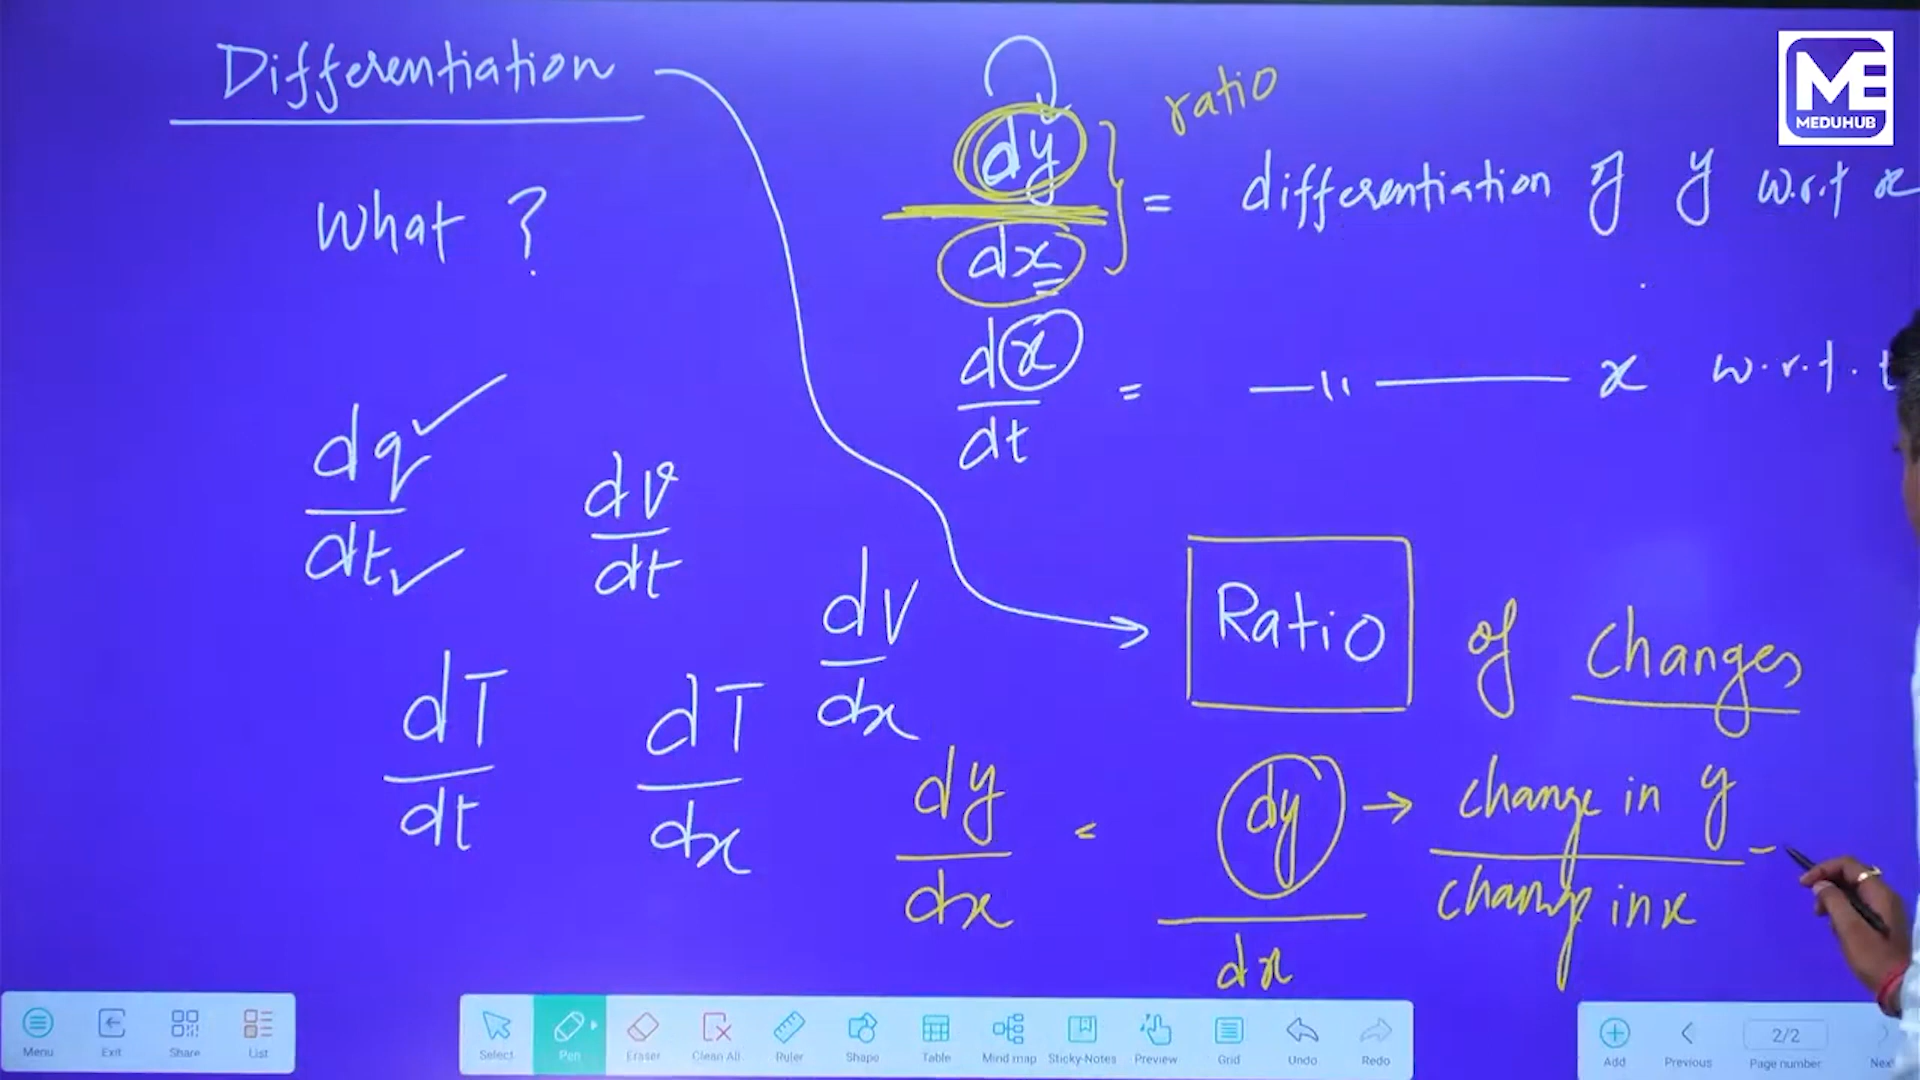 Differentiation
What ?
dy
dx
ratio
= differentiation of y w.r.t x
dx
dt
= —"— x w.r.t. t
dq
dt
dv
dt
dV
dx
dT
dt
dT
dx
Ratio of Changes
dy
dx
=
dy → change in y
dx
change in x
ME
MEDUHUB
Menu Exit Share List
Select Pen Eraser Clean All Ruler Shape Table Mind map Sticky-Notes Preview Grid Undo Redo
Add Previous 2/2 Page number